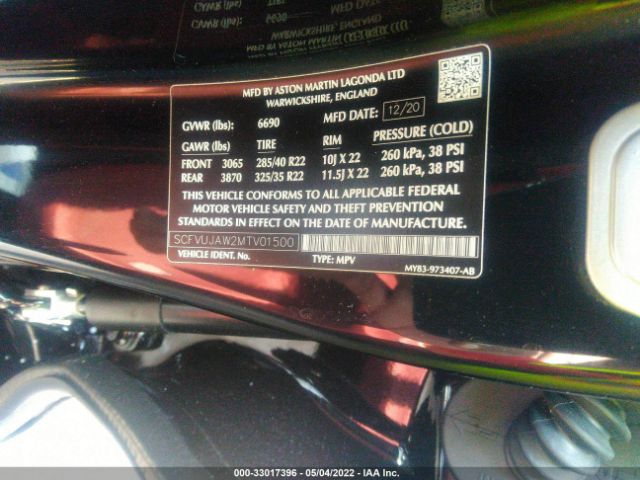 MFD BY ASTON MARTIN LAGONDA LTD
WARWICKSHIRE, ENGLAND
GVWR (lbs): 6690 MFD DATE: 12/20
GAWR (lbs): TIRE RIM PRESSURE (COLD)
FRONT 3065 285/40 R22 10J X 22 260 kPa, 38 PSI
REAR 3870 325/35 R22 11.5J X 22 260 kPa, 38 PSI
THIS VEHICLE CONFORMS TO ALL APPLICABLE FEDERAL
MOTOR VEHICLE SAFETY AND THEFT PREVENTION
STANDARDS IN EFFECT ON THE DATE OF MANUFACTURE.
SCFVUJAW2MTV01500
VEHICLE IDENT. No. TYPE: MPV MY83-973407-AB
000-33017396 - 05/04/2022 - IAA Inc.